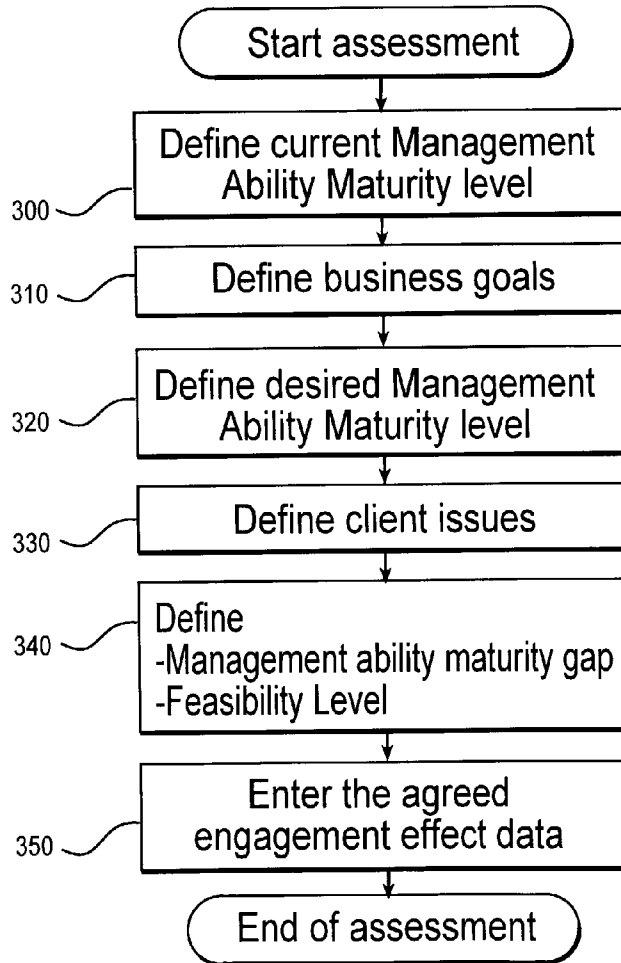 Start assessment
Define current Management
Ability Maturity level
300
Define business goals
310
Define desired Management
Ability Maturity level
320
Define client issues
330
Define
-Management ability maturity gap
-Feasibility Level
340
Enter the agreed
engagement effect data
350
End of assessment